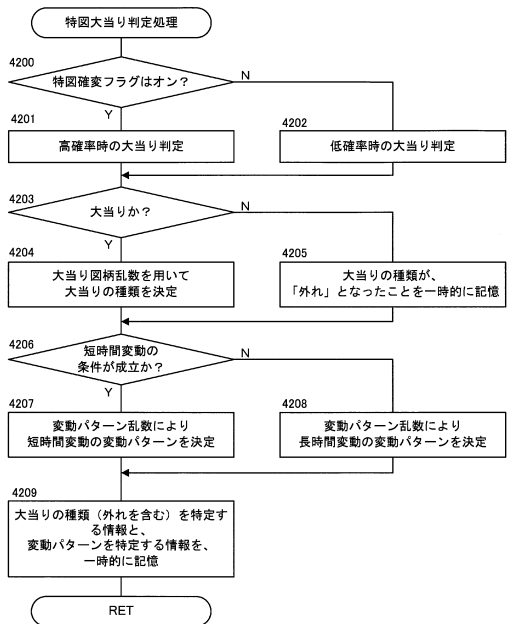 特図大当り判定処理
4200
特図確変フラグはオン?
N
Y
4201
高確率時の大当り判定
4202
低確率時の大当り判定
4203
大当りか?
N
Y
4204
大当り図柄乱数を用いて
大当りの種類を決定
4205
大当りの種類が、
「外れ」となったことを一時的に記憶
4206
短時間変動の
条件が成立か?
N
Y
4207
変動パターン乱数により
短時間変動の変動パターンを決定
4208
変動パターン乱数により
長時間変動の変動パターンを決定
4209
大当りの種類(外れを含む)を特定す
る情報と、
変動パターンを特定する情報を、
一時的に記憶
RET